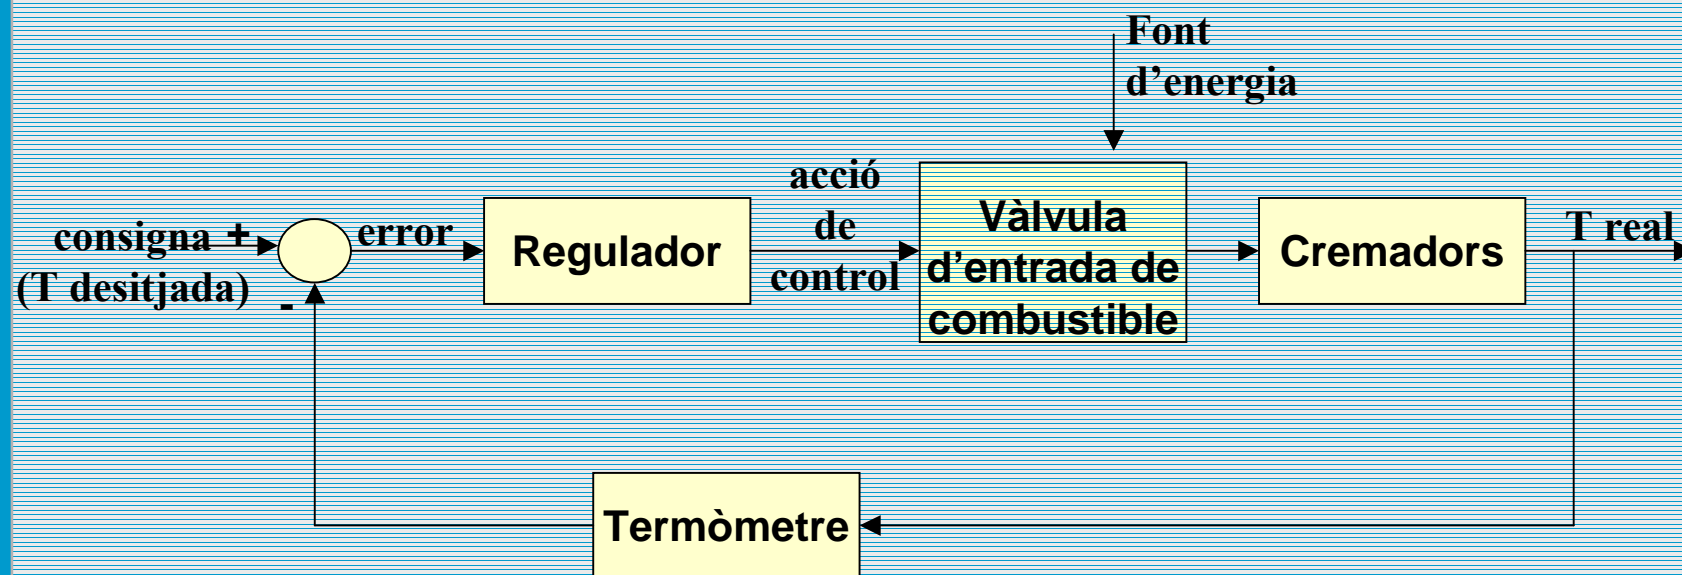 Font
d’energia
consigna +
(T desitjada)
-
error
Regulador
acció
de
control
Vàlvula
d’entrada de
combustible
Cremadors
T real
Termòmetre